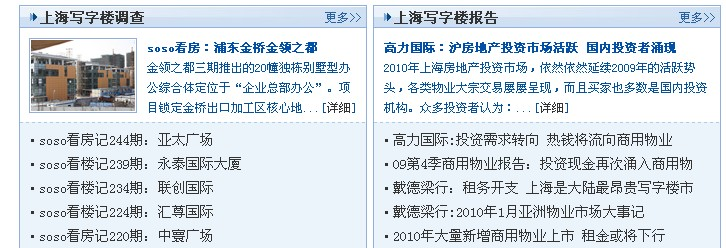 上海写字楼调查
更多>>
soso看房：浦东金桥金领之都
金领之都三期推出的20幢独栋别墅型办
公综合体定位于“企业总部办公”。项
目锁定金桥出口加工区核心地...[详细]
soso看房记244期：亚太广场
soso看楼记239期：永泰国际大厦
soso看楼记234期：联创国际
soso看楼记224期：汇尊国际
soso看房记220期：中寰广场
上海写字楼报告
更多>>
高力国际：沪房地产投资市场活跃 国内投资者涌现
2010年上海房地产投资市场，依然依然延续2009年的活跃势
头，各类物业大宗交易屡屡呈现，而且买家也多数是国内投资
机构。众多投资者认为：...[详细]
高力国际:投资需求转向 热钱将流向商用物业
09第4季商用物业报告：投资现金再次涌入商用物
戴德梁行：租务开支 上海是大陆最昂贵写字楼市
戴德梁行:2010年1月亚洲物业市场大事记
2010年大量新增商用物业上市 租金或将下行